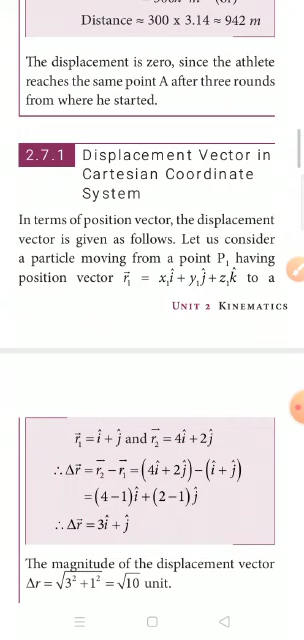 Distance ≈ 300 x 3.14 ≈ 942 m
The displacement is zero, since the athlete
reaches the same point A after three rounds
from where he started.
2.7.1 Displacement Vector in
Cartesian Coordinate
System
In terms of position vector, the displacement
vector is given as follows. Let us consider
a particle moving from a point P₁ having
position vector r⃗₁ = x₁î + y₁ĵ + z₁k̂ to a
UNIT 2 KINEMATICS
r⃗₁ = î + ĵ and r⃗₂ = 4î + 2ĵ
∴ Δr⃗ = r⃗₂ − r⃗₁ = (4î + 2ĵ) − (î + ĵ)
= (4 − 1)î + (2 − 1)ĵ
∴ Δr⃗ = 3î + ĵ
The magnitude of the displacement vector
Δr = √3² + 1² = √10 unit.